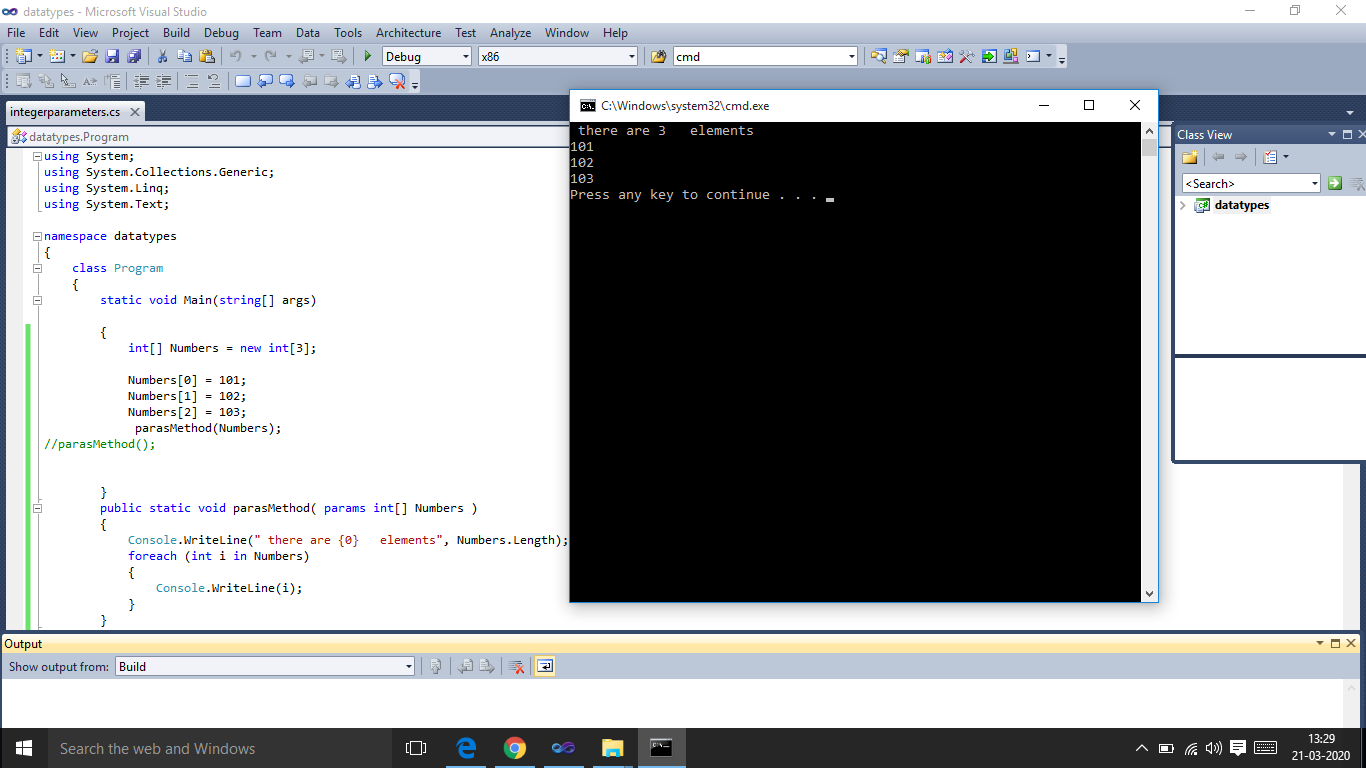 datatypes - Microsoft Visual Studio
File Edit View Project Build Debug Team Data Tools Architecture Test Analyze Window Help
Debug x86 cmd
integerparameters.cs
datatypes.Program
using System;
using System.Collections.Generic;
using System.Linq;
using System.Text;
namespace datatypes
{
class Program
{
static void Main(string[] args)
{
int[] Numbers = new int[3];
Numbers[0] = 101;
Numbers[1] = 102;
Numbers[2] = 103;
parasMethod(Numbers);
//parasMethod();
}
public static void parasMethod( params int[] Numbers )
{
Console.WriteLine(" there are {0}   elements", Numbers.Length);
foreach (int i in Numbers)
{
Console.WriteLine(i);
}
}
C:\Windows\system32\cmd.exe
there are 3   elements
101
102
103
Press any key to continue . . .
Class View
<Search>
datatypes
Output
Show output from: Build
Search the web and Windows
13:29
21-03-2020